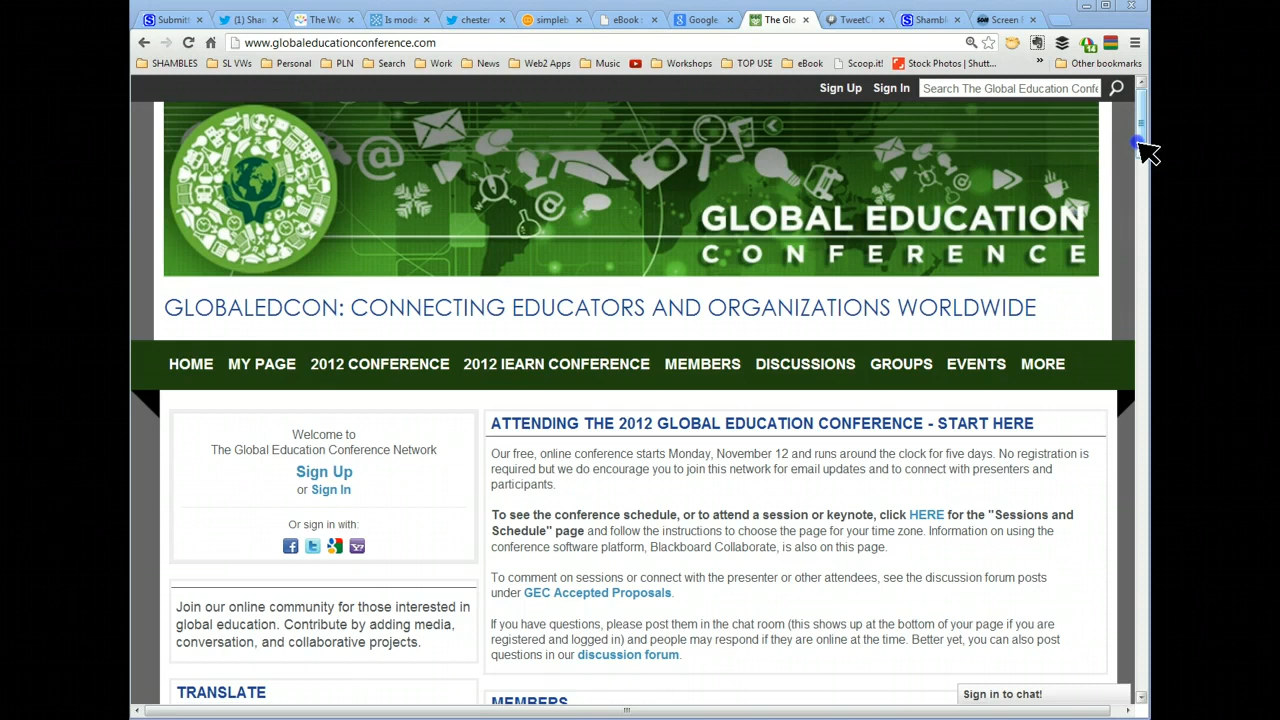 Submitt
(1) Shan
The Wo
Is mode
chester
simpleb
eBook
Google
The Glo
TweetC
Shambl
Screen
www.globaleducationconference.com
SHAMBLES
SL VWs
Personal
PLN
Search
Work
News
Web2 Apps
Music
Workshops
TOP USE
eBook
Scoop.it!
Stock Photos | Shutt...
»
Other bookmarks
Sign Up
Sign In
Search The Global Education Confe
GLOBAL EDUCATION
CONFERENCE
GLOBALEDCON: CONNECTING EDUCATORS AND ORGANIZATIONS WORLDWIDE
HOME MY PAGE 2012 CONFERENCE 2012 IEARN CONFERENCE MEMBERS DISCUSSIONS GROUPS EVENTS MORE
Welcome to
The Global Education Conference Network
Sign Up
or Sign In
Or sign in with:
Join our online community for those interested in
global education. Contribute by adding media,
conversation, and collaborative projects.
TRANSLATE
ATTENDING THE 2012 GLOBAL EDUCATION CONFERENCE - START HERE
Our free, online conference starts Monday, November 12 and runs around the clock for five days. No registration is
required but we do encourage you to join this network for email updates and to connect with presenters and
participants.
To see the conference schedule, or to attend a session or keynote, click HERE for the "Sessions and
Schedule" page and follow the instructions to choose the page for your time zone. Information on using the
conference software platform, Blackboard Collaborate, is also on this page.
To comment on sessions or connect with the presenter or other attendees, see the discussion forum posts
under GEC Accepted Proposals.
If you have questions, please post them in the chat room (this shows up at the bottom of your page if you are
registered and logged in) and people may respond if they are online at the time. Better yet, you can also post
questions in our discussion forum.
MEMBERS
Sign in to chat!